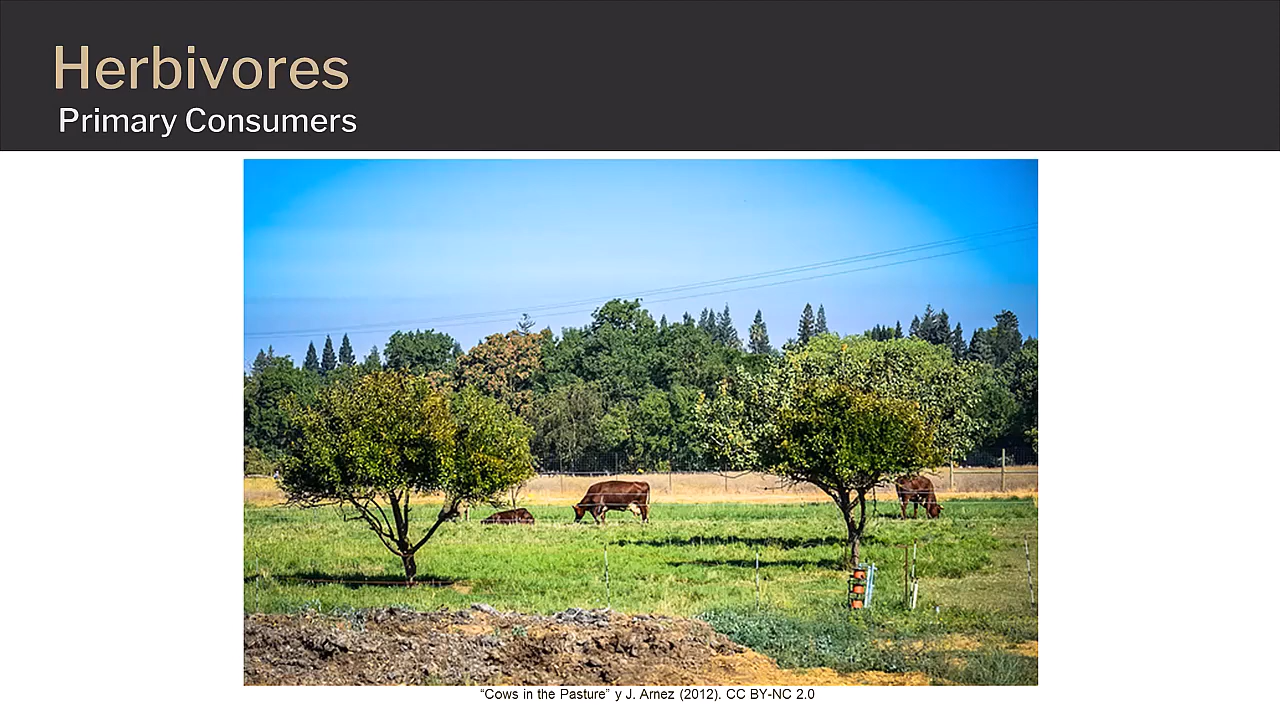 Herbivores
Primary Consumers
“Cows in the Pasture” y J. Arnez (2012). CC BY-NC 2.0